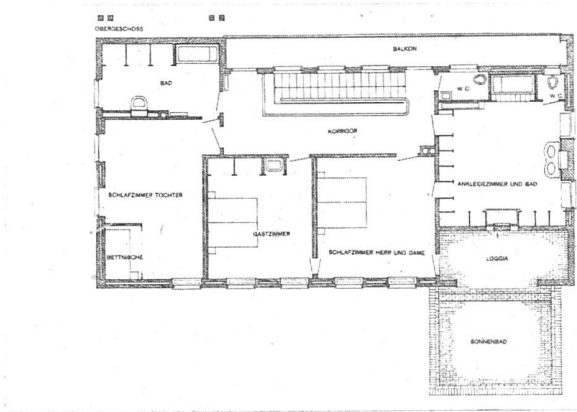 OBERGESCHOSS
BALKON
BAD
W C
W C
KORRIDOR
SCHLAFZIMMER TOCHTER
ANKLEIDEZIMMER UND BAD
GASTZIMMER
SCHLAFZIMMER HERR UND DAME
BETTNISCHE
LOGGIA
SONNENBAD